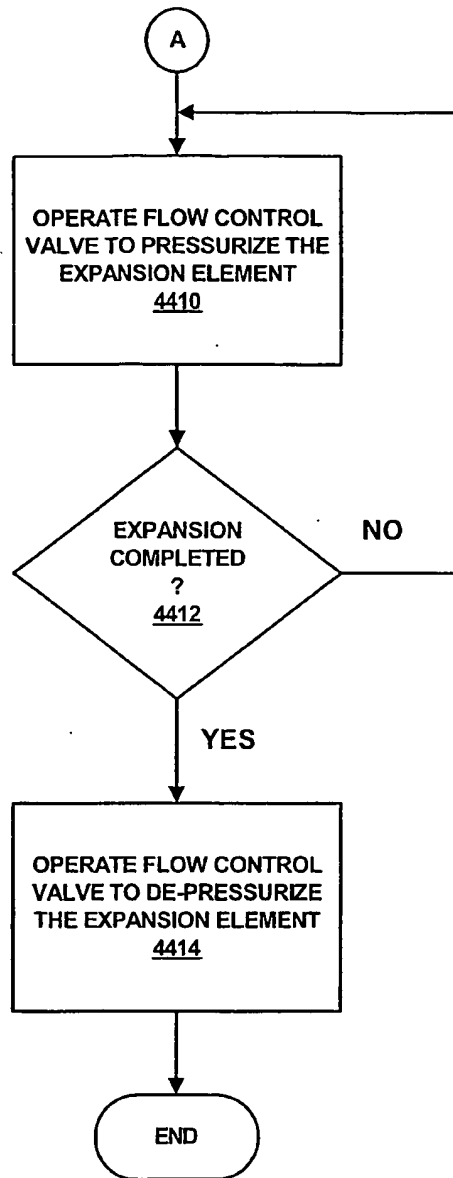 A
OPERATE FLOW CONTROL
VALVE TO PRESSURIZE THE
EXPANSION ELEMENT
4410
EXPANSION
COMPLETED
?
4412
NO
YES
OPERATE FLOW CONTROL
VALVE TO DE-PRESSURIZE
THE EXPANSION ELEMENT
4414
END